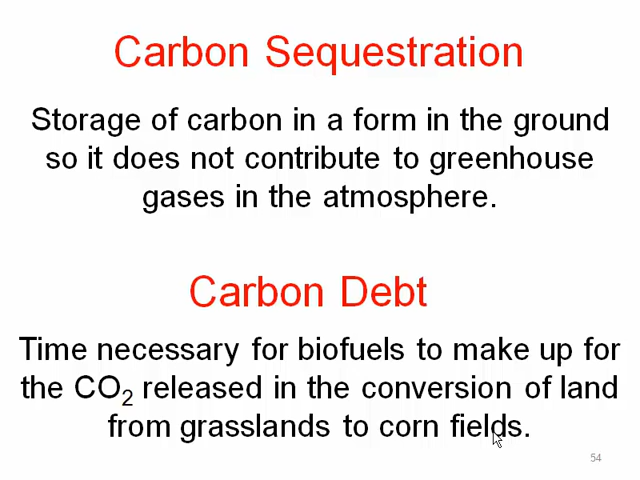 Carbon Sequestration
Storage of carbon in a form in the ground
so it does not contribute to greenhouse
gases in the atmosphere.
Carbon Debt
Time necessary for biofuels to make up for
the CO₂ released in the conversion of land
from grasslands to corn fields.
54